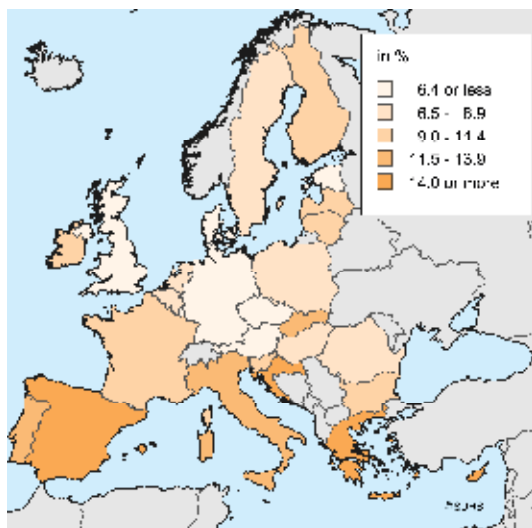 in %
6.4 or less
6.5 - 8.9
9.0 - 11.4
11.5 - 13.9
14.0 or more